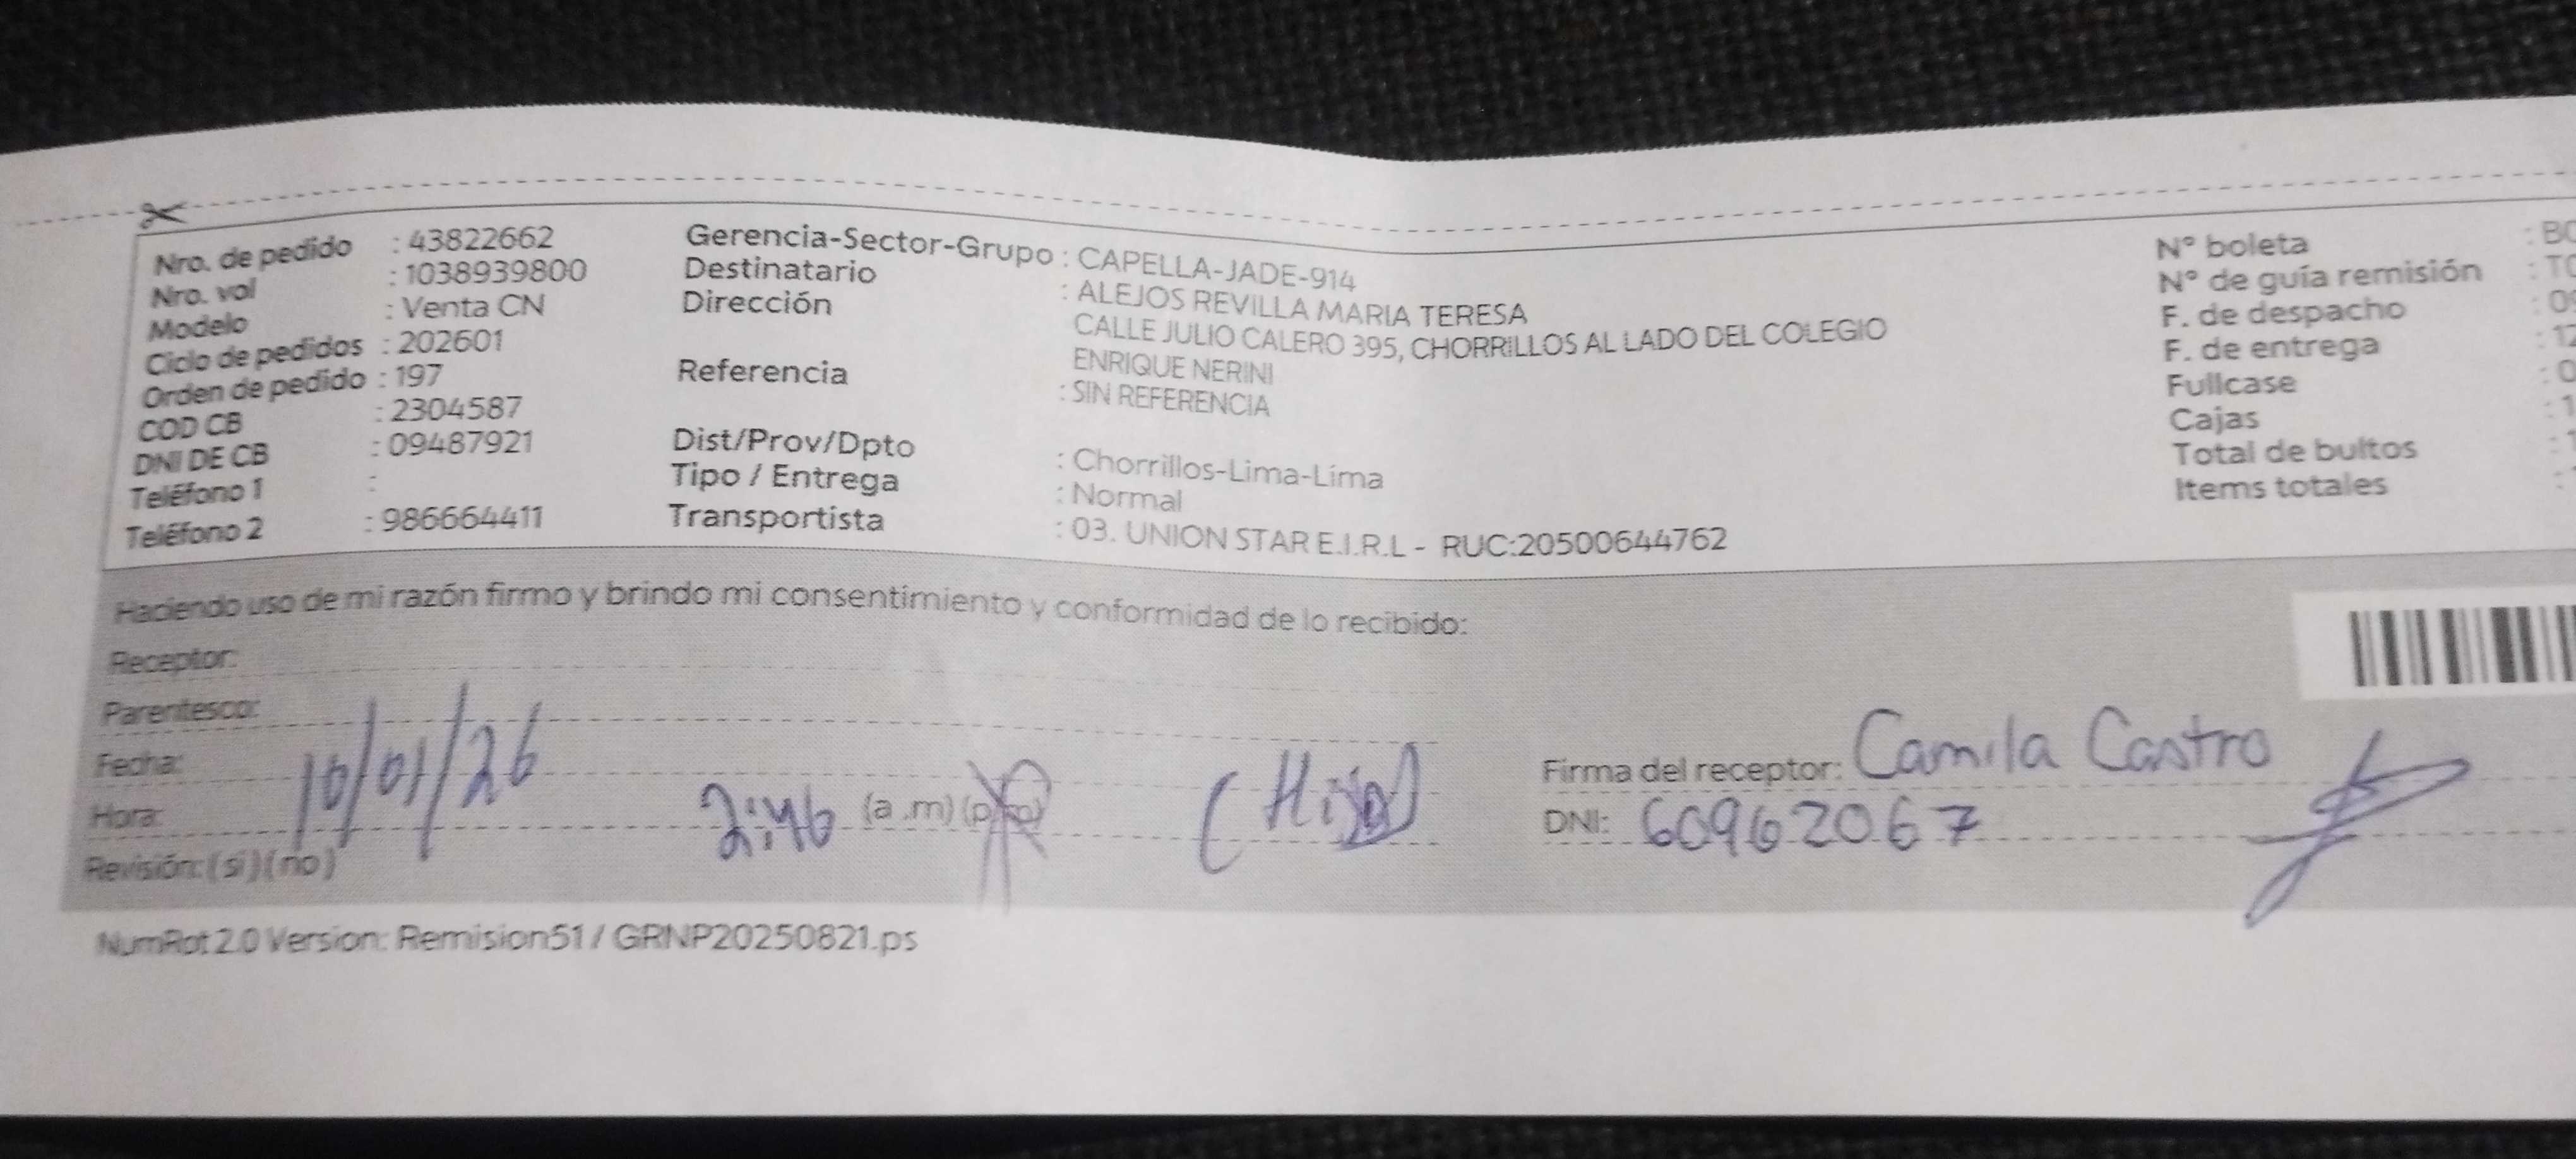 Nro. de pedido : 43822662
Nro. vol : 1038939800
Modelo : Venta CN
Ciclo de pedidos : 202601
Orden de pedido : 197
COD CB : 2304587
DNI DE CB : 09487921
Teléfono 1 :
Teléfono 2 : 986664411
Gerencia-Sector-Grupo : CAPELLA-JADE-914
Destinatario : ALEJOS REVILLA MARIA TERESA
Dirección CALLE JULIO CALERO 395, CHORRILLOS AL LADO DEL COLEGIO
ENRIQUE NERINI
Referencia : SIN REFERENCIA
Dist/Prov/Dpto : Chorrillos-Lima-Lima
Tipo / Entrega : Normal
Transportista : 03. UNION STAR E.I.R.L - RUC:20500644762
N° boleta
N° de guía remisión
F. de despacho
F. de entrega
Fullcase
Cajas
Total de bultos
Items totales
Haciendo uso de mi razón firmo y brindo mi consentimiento y conformidad de lo recibido:
Receptor:
Parentesco:
Fecha: 10/01/26
Hora: 2:46 (a.m) (p.m)
Revisión: (si) (no)
Firma del receptor: Camila Castro
DNI: 60962067
NumRot 2.0 Version: Remision51 / GRNP20250821.ps